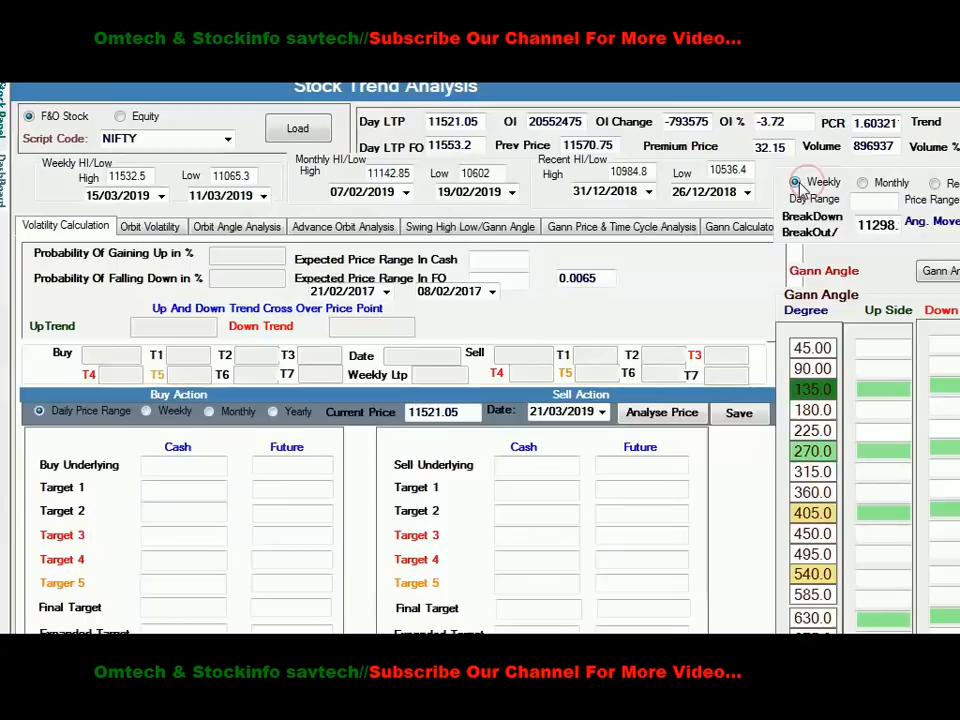 Omtech & Stockinfo savtech//Subscribe Our Channel For More Video...
Stock Trend Analysis
F&O Stock Equity
Script Code: NIFTY Load
Day LTP 11521.05 OI 20552475 OI Change -793575 OI % -3.72 PCR 1.60321 Trend
Day LTP FO 11553.2 Prev Price 11570.75 Premium Price 32.15 Volume 896937 Volume %
Weekly HI/Low Monthly HI/Low Recent HI/Low
High 11532.5 Low 11065.3 High 11142.85 Low 10602 High 10984.8 Low 10536.4
15/03/2019 11/03/2019 07/02/2019 19/02/2019 31/12/2018 26/12/2018
Weekly Monthly Re
Day Range Price Range
BreakDown
BreakOut/ 11298. Ang. Move
Volatility Calculation Orbit Volatility Orbit Angle Analysis Advance Orbit Analysis Swing High Low/Gann Angle Gann Price & Time Cycle Analysis Gann Calculato
Probability Of Gaining Up in % Expected Price Range In Cash
Probability Of Falling Down in % Expected Price Range In FO 0.0065
21/02/2017 08/02/2017
Up And Down Trend Cross Over Price Point
UpTrend Down Trend
Gann Angle Gann An
Gann Angle
Degree Up Side Down
Buy T1 T2 T3 Date Sell T1 T2 T3
T4 T5 T6 T7 Weekly Ltp T4 T5 T6 T7
Buy Action Sell Action
Daily Price Range Weekly Monthly Yearly Current Price 11521.05 Date: 21/03/2019 Analyse Price Save
Cash Future Cash Future
Buy Underlying Sell Underlying
Target 1 Target 1
Target 2 Target 2
Target 3 Target 3
Target 4 Target 4
Targer 5 Target 5
Final Target Final Target
Expanded Target Expanded Target
45.00
90.00
135.0
180.0
225.0
270.0
315.0
360.0
405.0
450.0
495.0
540.0
585.0
630.0
Omtech & Stockinfo savtech//Subscribe Our Channel For More Video...